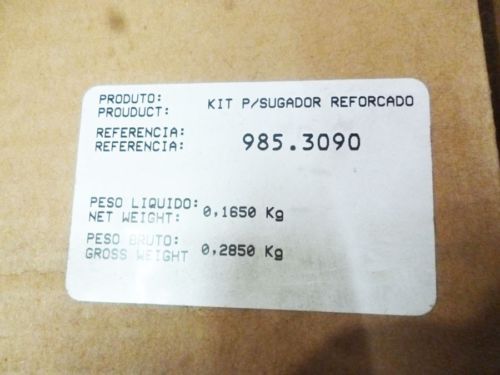 PRODUTO: KIT P/SUGADOR REFORCADO
PROUDUCT:
REFERENCIA: 985.3090
REFERENCIA:
PESO LIQUIDO: 0,1650 Kg
NET WEIGHT:
PESO BRUTO: 0,2850 Kg
GROSS WEIGHT